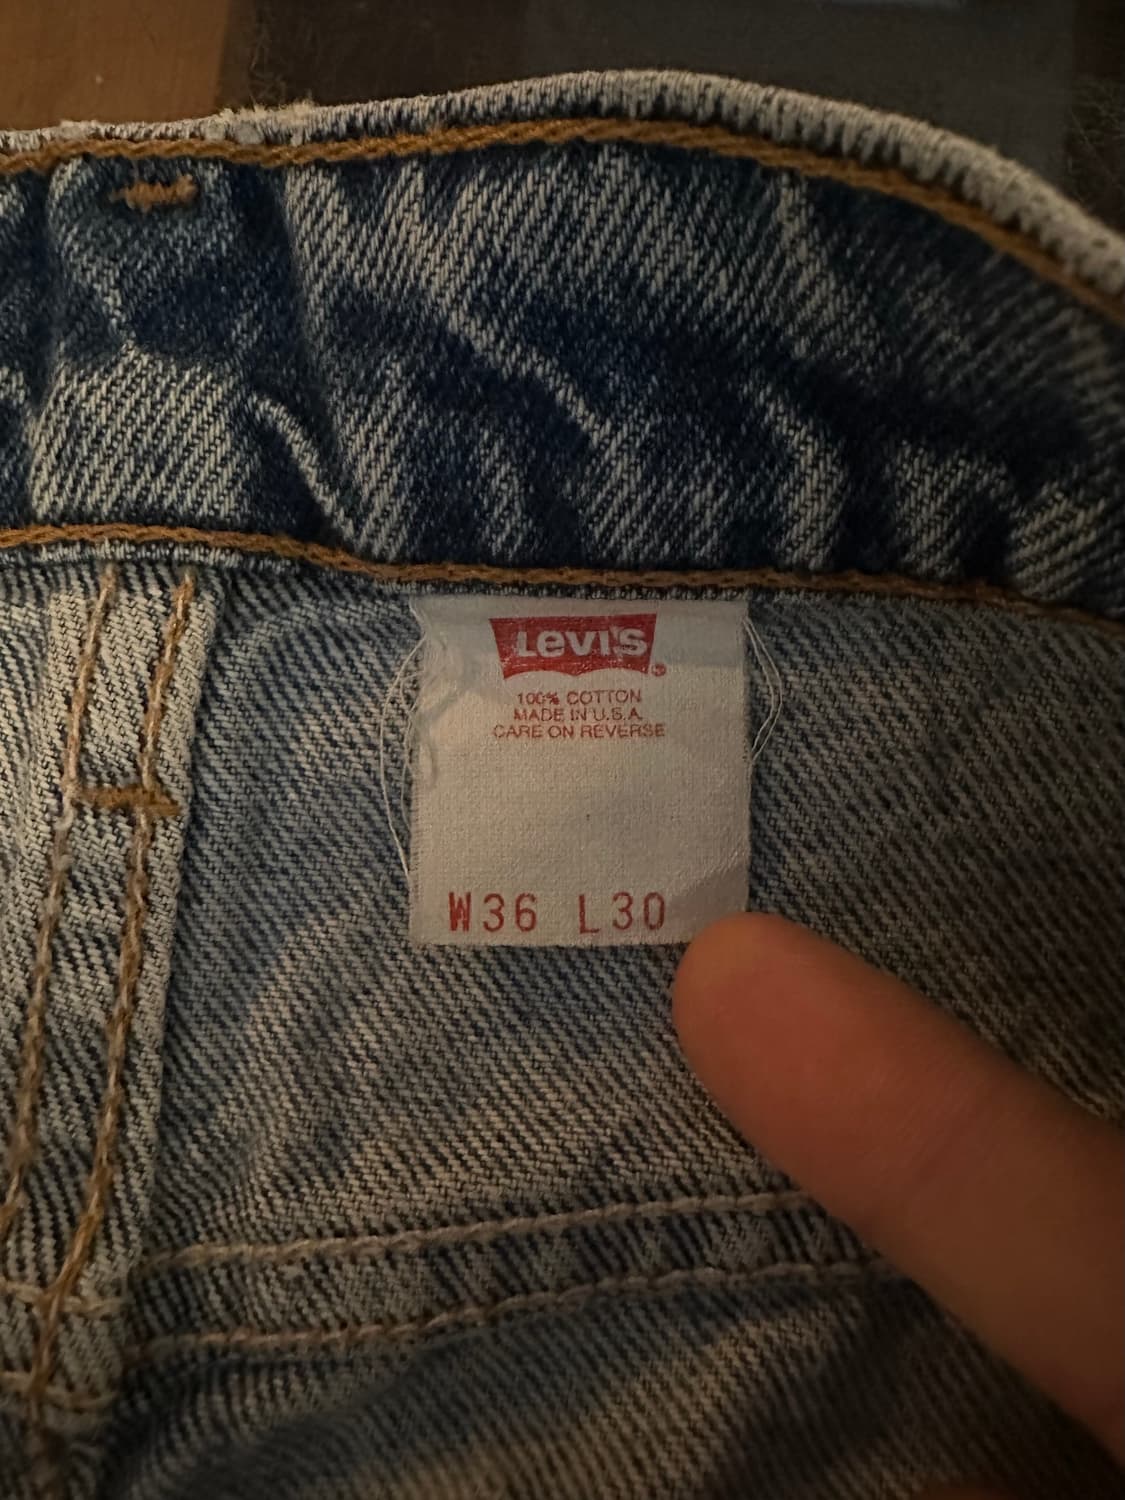 LEVI'S
100% COTTON
MADE IN U.S.A.
CARE ON REVERSE
W36 L30